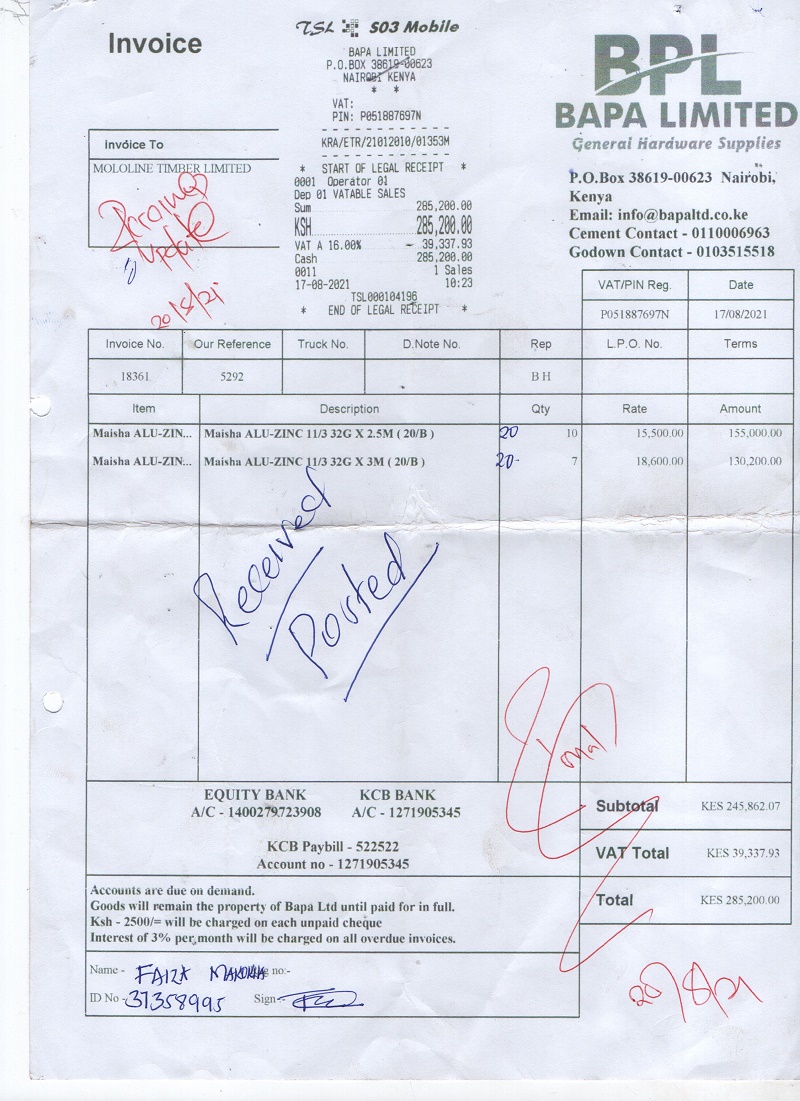 Invoice
TSL S03 Mobile
BAPA LIMITED
P.O.BOX 38619-00623
NAIROBI KENYA
* *
VAT:
PIN: P051887697N
KRA/ETR/21012010/01353M
* START OF LEGAL RECEIPT *
0001 Operator 01
Dep 01 VATABLE SALES
Sum 285,200.00
KSH 285,200.00
VAT A 16.00% 39,337.93
Cash 285,200.00
0011 1 Sales
17-08-2021 10:23
TSL000104196
* END OF LEGAL RECEIPT *
BPL
BAPA LIMITED
General Hardware Supplies
P.O.Box 38619-00623 Nairobi,
Kenya
Email: info@bapaltd.co.ke
Cement Contact - 0110006963
Godown Contact - 0103515518
Invoice To
MOLOLINE TIMBER LIMITED
Update
VAT/PIN Reg. Date
P051887697N 17/08/2021
Invoice No. Our Reference Truck No. D.Note No. Rep L.P.O. No. Terms
18361 5292 B H
Item Description Qty Rate Amount
Maisha ALU-ZIN... Maisha ALU-ZINC 11/3 32G X 2.5M ( 20/B ) 20 10 15,500.00 155,000.00
Maisha ALU-ZIN... Maisha ALU-ZINC 11/3 32G X 3M ( 20/B ) 20- 7 18,600.00 130,200.00
Received
Posted
EQUITY BANK KCB BANK
A/C - 1400279723908 A/C - 1271905345
KCB Paybill - 522522
Account no - 1271905345
Subtotal KES 245,862.07
VAT Total KES 39,337.93
Total KES 285,200.00
Accounts are due on demand.
Goods will remain the property of Bapa Ltd until paid for in full.
Ksh - 2500/= will be charged on each unpaid cheque
Interest of 3% per month will be charged on all overdue invoices.
Name - FAIZA g no:-
ID No - 37358995 Sign -
20/8/21